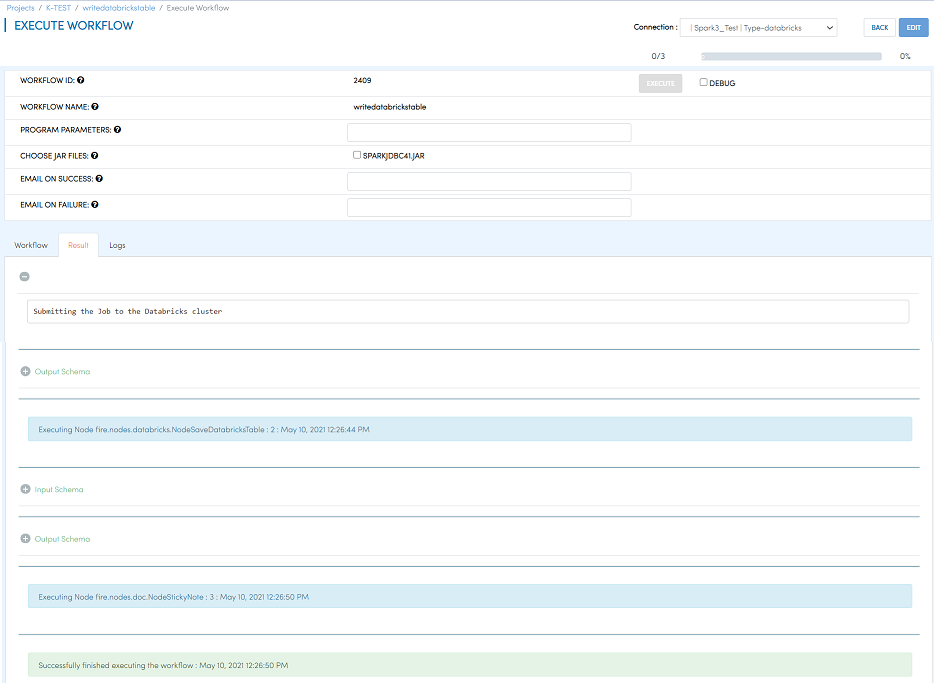 Projects / K-TEST / writedatabrickstable / Execute Workflow
EXECUTE WORKFLOW
Connection : | Spark3_Test | Type-databricks BACK EDIT
0/3 0%
WORKFLOW ID: 2409 EXECUTE DEBUG
WORKFLOW NAME: writedatabrickstable
PROGRAM PARAMETERS:
CHOOSE JAR FILES: SPARKJDBC41.JAR
EMAIL ON SUCCESS:
EMAIL ON FAILURE:
Workflow Result Logs
Submitting the Job to the Databricks cluster
Output Schema
Executing Node fire.nodes.databricks.NodeSaveDatabricksTable : 2 : May 10, 2021 12:26:44 PM
Input Schema
Output Schema
Executing Node fire.nodes.doc.NodeStickyNote : 3 : May 10, 2021 12:26:50 PM
Successfully finished executing the workflow : May 10, 2021 12:26:50 PM